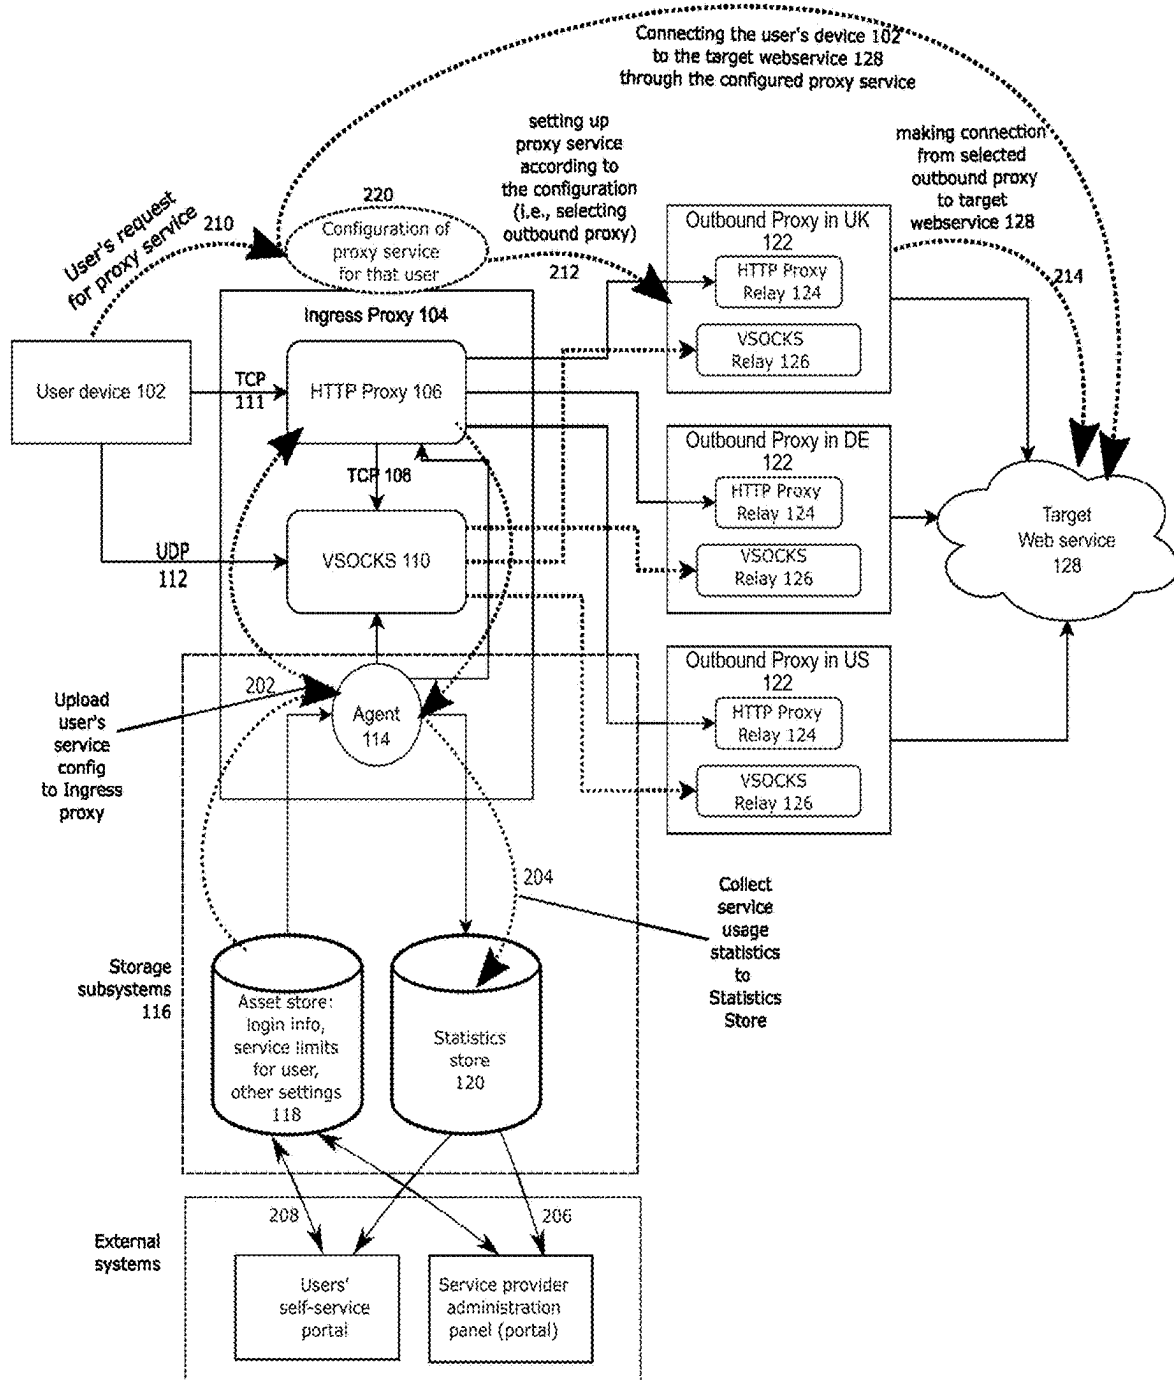 Connecting the user's device 102
to the target webservice 128
through the configured proxy service
setting up
proxy service
according to
the configuration
(i.e., selecting
outbound proxy)
212
making connection
from selected
outbound proxy
to target
webservice 128
214
User's request
for proxy service
210
220
Configuration of
proxy service
for that user
Ingress Proxy 104
User device 102
TCP
111
HTTP Proxy 106
TCP 108
UDP
112
VSOCKS 110
Outbound Proxy in UK
122
HTTP Proxy
Relay 124
VSOCKS
Relay 126
Outbound Proxy in DE
122
HTTP Proxy
Relay 124
VSOCKS
Relay 126
Target
Web service
128
Outbound Proxy in US
122
HTTP Proxy
Relay 124
VSOCKS
Relay 126
202
Upload
user's
service
config
to Ingress
proxy
Agent
114
204
Collect
service
usage
statistics
to
Statistics
Store
Storage
subsystems
116
Asset store:
login info,
service limits
for user,
other settings
118
Statistics
store
120
208
206
External
systems
Users'
self-service
portal
Service provider
administration
panel (portal)